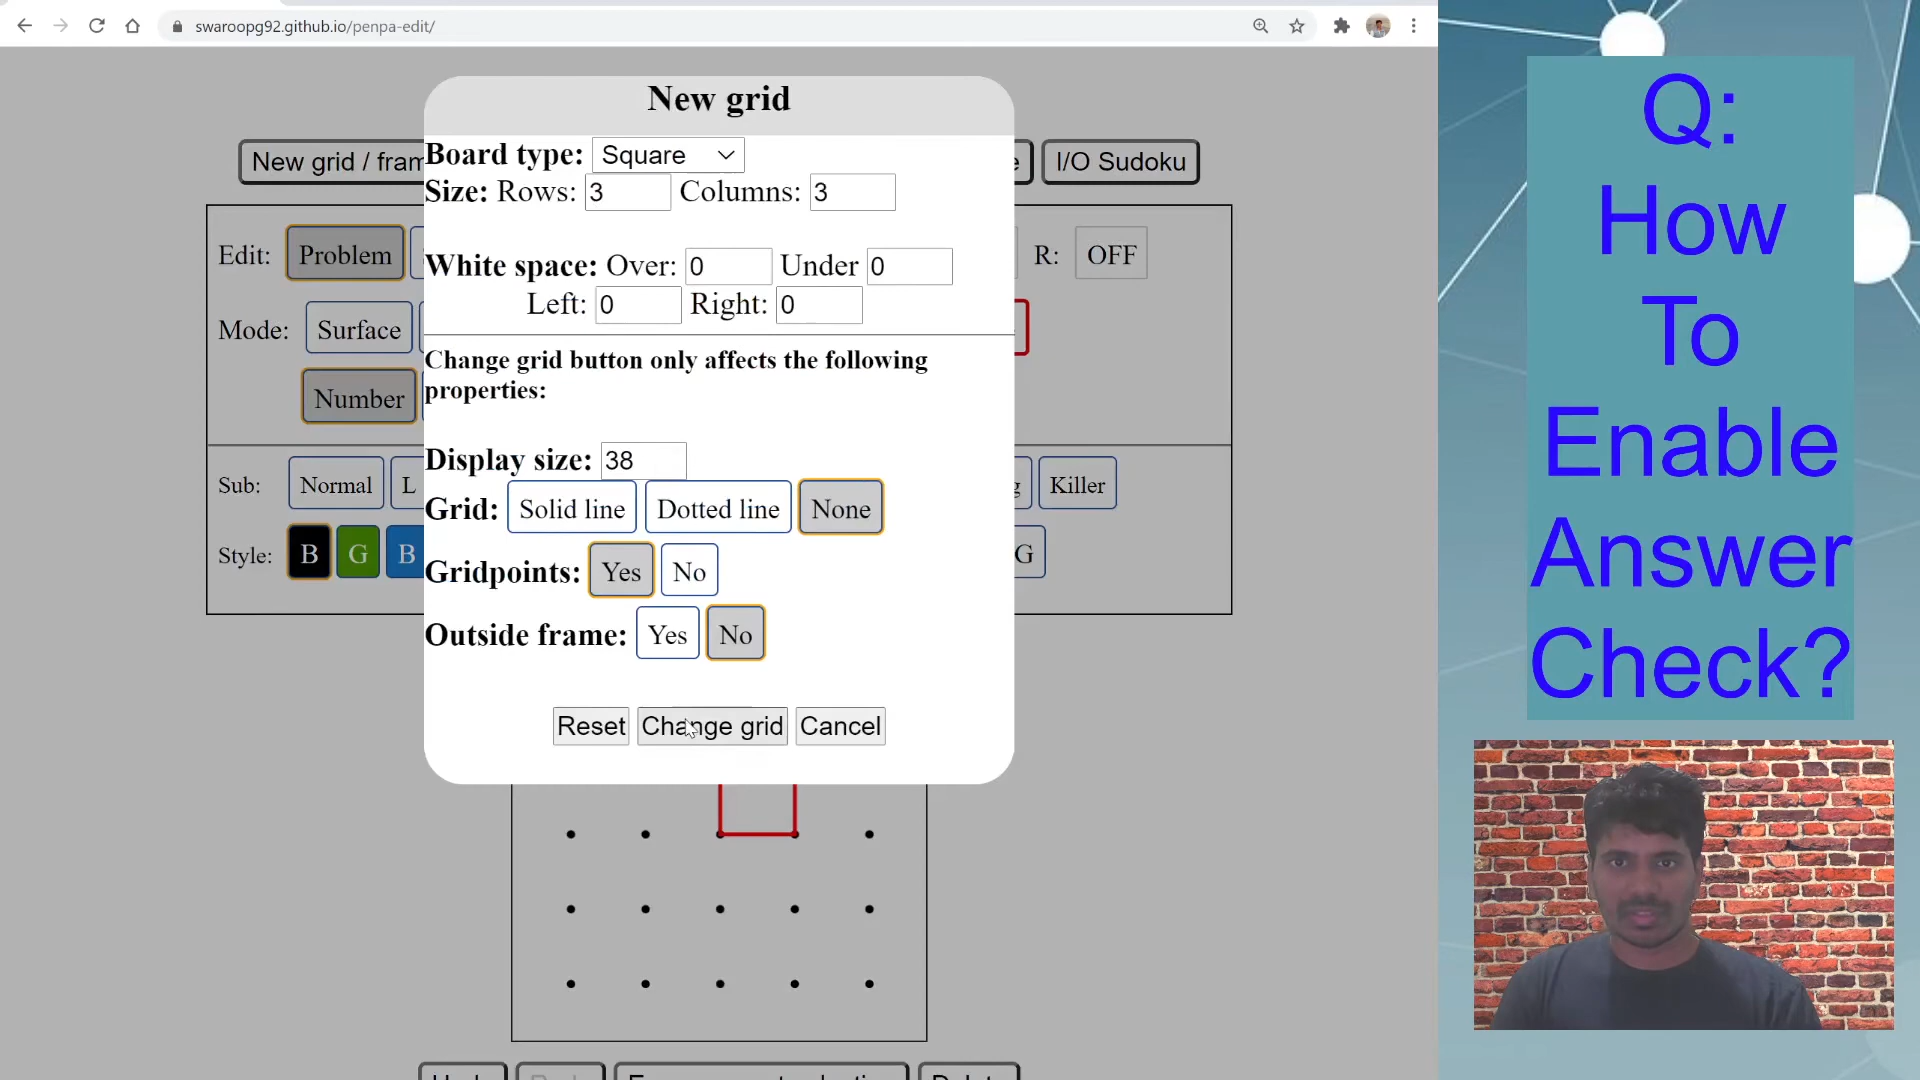 swaroopg92.github.io/penpa-edit/
New grid
New grid / fram
Board type: Square
I/O Sudoku
Size: Rows: 3 Columns: 3
Edit: Problem
White space: Over: 0 Under 0
R: OFF
Left: 0 Right: 0
Mode: Surface
Change grid button only affects the following
properties:
Number
Display size: 38
Sub: Normal L
Killer
Grid: Solid line Dotted line None
Style: B G B
G
Gridpoints: Yes No
Outside frame: Yes No
Reset Change grid Cancel
Q:
How
To
Enable
Answer
Check?